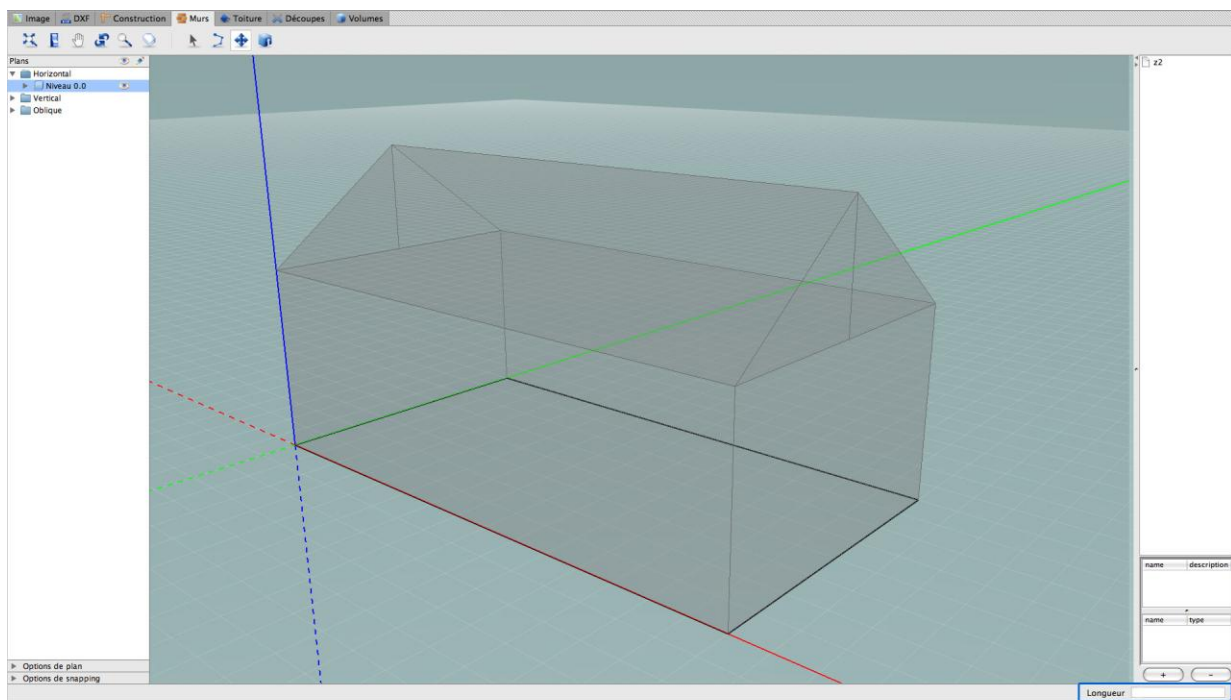 Image DXF Construction Murs Toiture Découpes Volumes
Plans
Horizontal
Niveau 0.0
Vertical
Oblique
z2
name description
name type
+ -
Options de plan
Options de snapping
Longueur